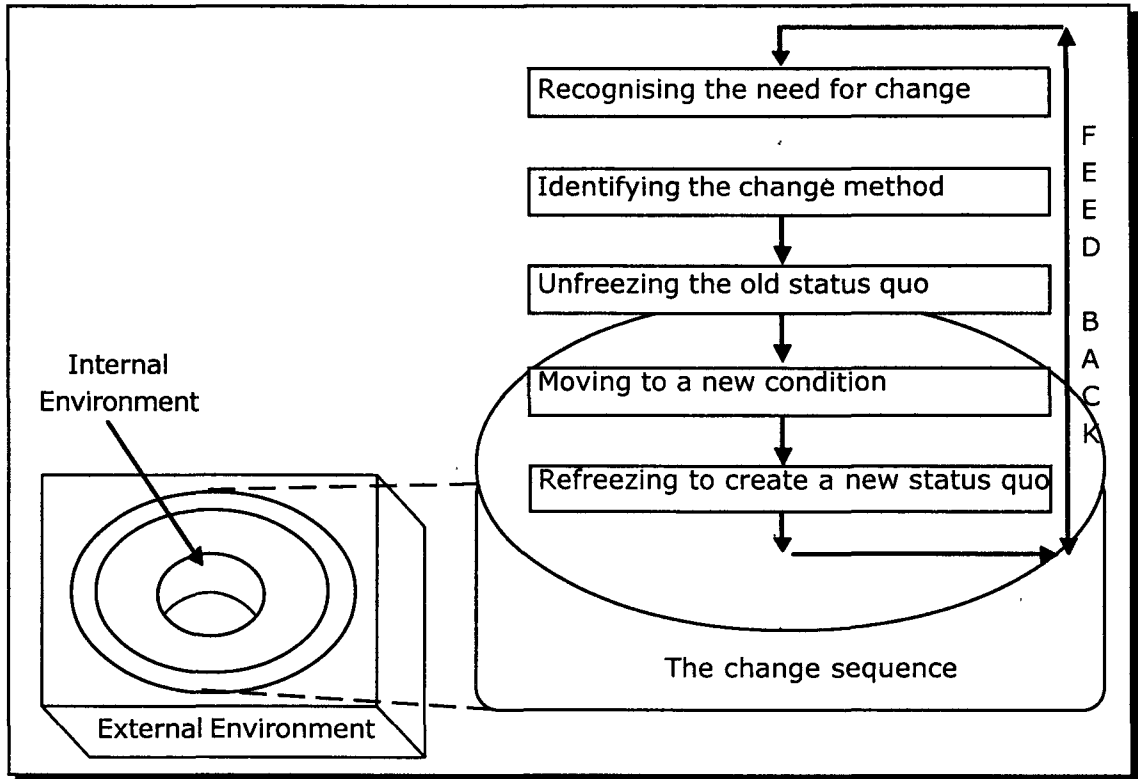 Recognising the need for change
Identifying the change method
Unfreezing the old status quo
Moving to a new condition
Refreezing to create a new status quo
F
E
E
D
B
A
C
K
Internal
Environment
External Environment
The change sequence